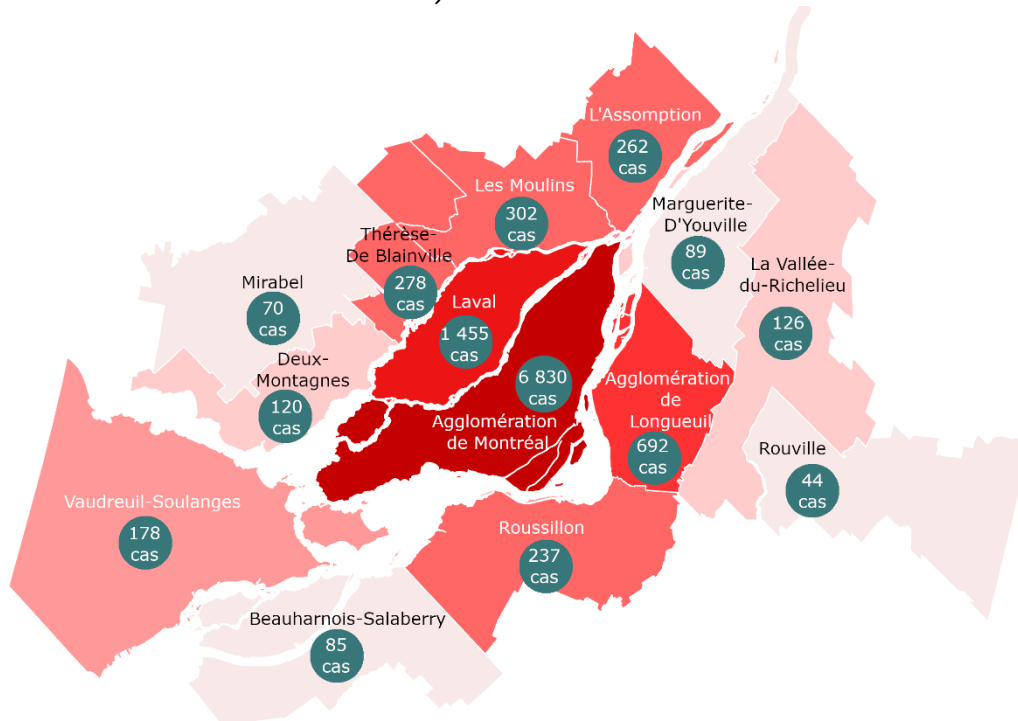 L'Assomption
262
cas
Les Moulins
302
cas
Marguerite-
D'Youville
89
cas
Thérèse-
De Blainville
278
cas
La Vallée-
du-Richelieu
126
cas
Mirabel
70
cas
Laval
1 455
cas
Deux-
Montagnes
120
cas
6 830
cas
Agglomération
de Montréal
Agglomération
de
Longueuil
692
cas
Rouville
44
cas
Vaudreuil-Soulanges
178
cas
Roussillon
237
cas
Beauharnois-Salaberry
85
cas